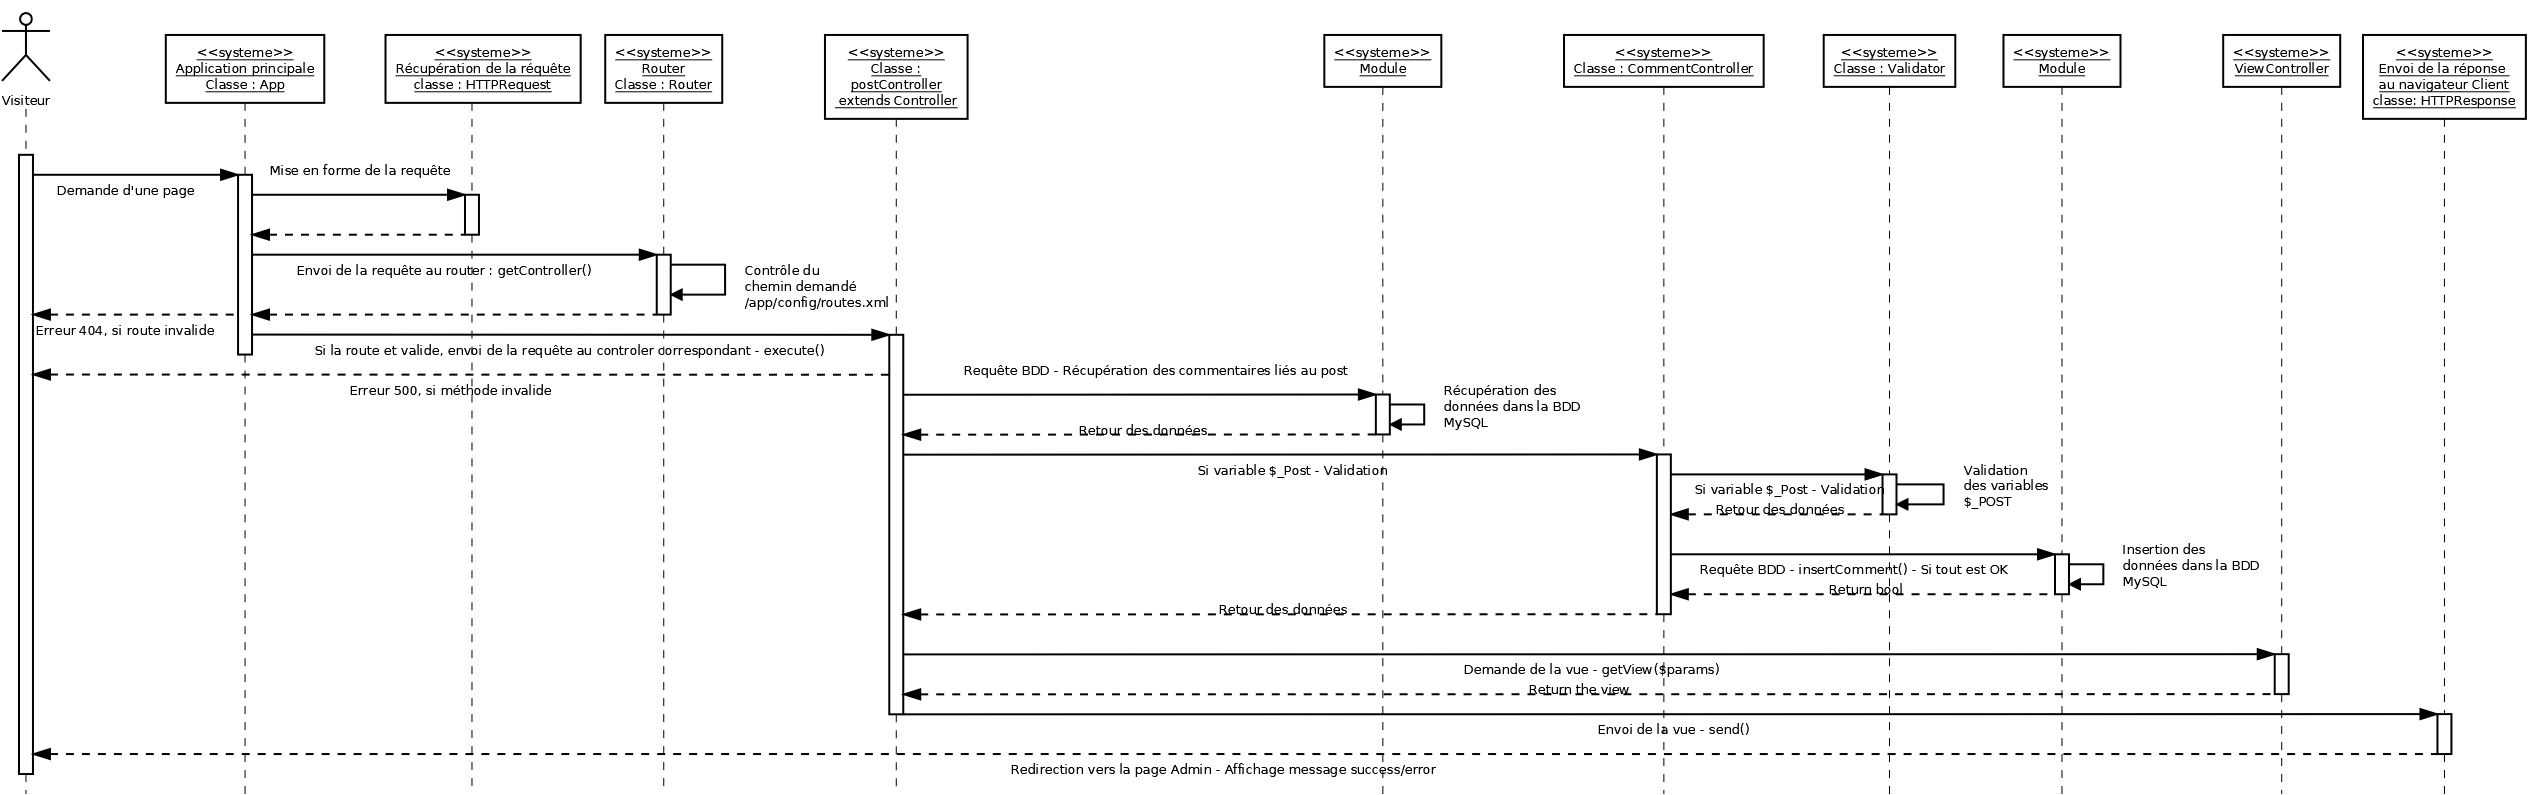 Visiteur
<<systeme>>
Application principale
Classe : App
<<systeme>>
Récupération de la réquête
classe : HTTPRequest
<<systeme>>
Router
Classe : Router
<<systeme>>
Classe :
postController
extends Controller
<<systeme>>
Module
<<systeme>>
Classe : CommentController
<<systeme>>
Classe : Validator
<<systeme>>
Module
<<systeme>>
ViewController
<<systeme>>
Envoi de la réponse
au navigateur Client
classe: HTTPResponse
Demande d'une page
Mise en forme de la requête
Envoi de la requête au router : getController()
Contrôle du
chemin demandé
/app/config/routes.xml
Erreur 404, si route invalide
Si la route et valide, envoi de la requête au controler correspondant - execute()
Erreur 500, si méthode invalide
Requête BDD - Récupération des commentaires liés au post
Récupération des
données dans la BDD
MySQL
Retour des données
Si variable $_Post - Validation
Si variable $_Post - Validation
Validation
des variables
$_POST
Retour des données
Requête BDD - insertComment() - Si tout est OK
Insertion des
données dans la BDD
MySQL
Return bool
Retour des données
Demande de la vue - getView($params)
Return the view
Envoi de la vue - send()
Redirection vers la page Admin - Affichage message success/error